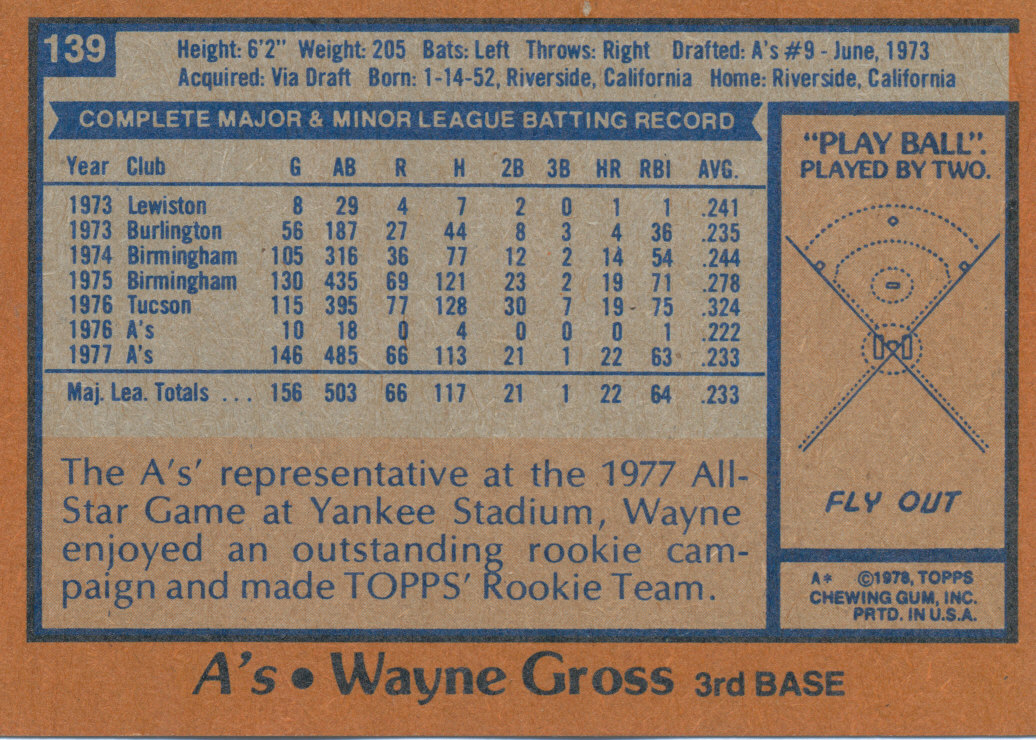 139
Height: 6'2" Weight: 205 Bats: Left Throws: Right Drafted: A's #9 - June, 1973
Acquired: Via Draft Born: 1-14-52, Riverside, California Home: Riverside, California
COMPLETE MAJOR & MINOR LEAGUE BATTING RECORD
Year Club G AB R H 2B 3B HR RBI AVG.
1973 Lewiston 8 29 4 7 2 0 1 1 .241
1973 Burlington 56 187 27 44 8 3 4 36 .235
1974 Birmingham 105 316 36 77 12 2 14 54 .244
1975 Birmingham 130 435 69 121 23 2 19 71 .278
1976 Tucson 115 395 77 128 30 7 19 75 .324
1976 A's 10 18 0 4 0 0 0 1 .222
1977 A's 146 485 66 113 21 1 22 63 .233
Maj. Lea. Totals ... 156 503 66 117 21 1 22 64 .233
The A's' representative at the 1977 All-
Star Game at Yankee Stadium, Wayne
enjoyed an outstanding rookie cam-
paign and made TOPPS' Rookie Team.
"PLAY BALL".
PLAYED BY TWO.
FLY OUT
A* ©1978, TOPPS
CHEWING GUM, INC.
PRTD. IN U.S.A.
A's • Wayne Gross 3rd BASE